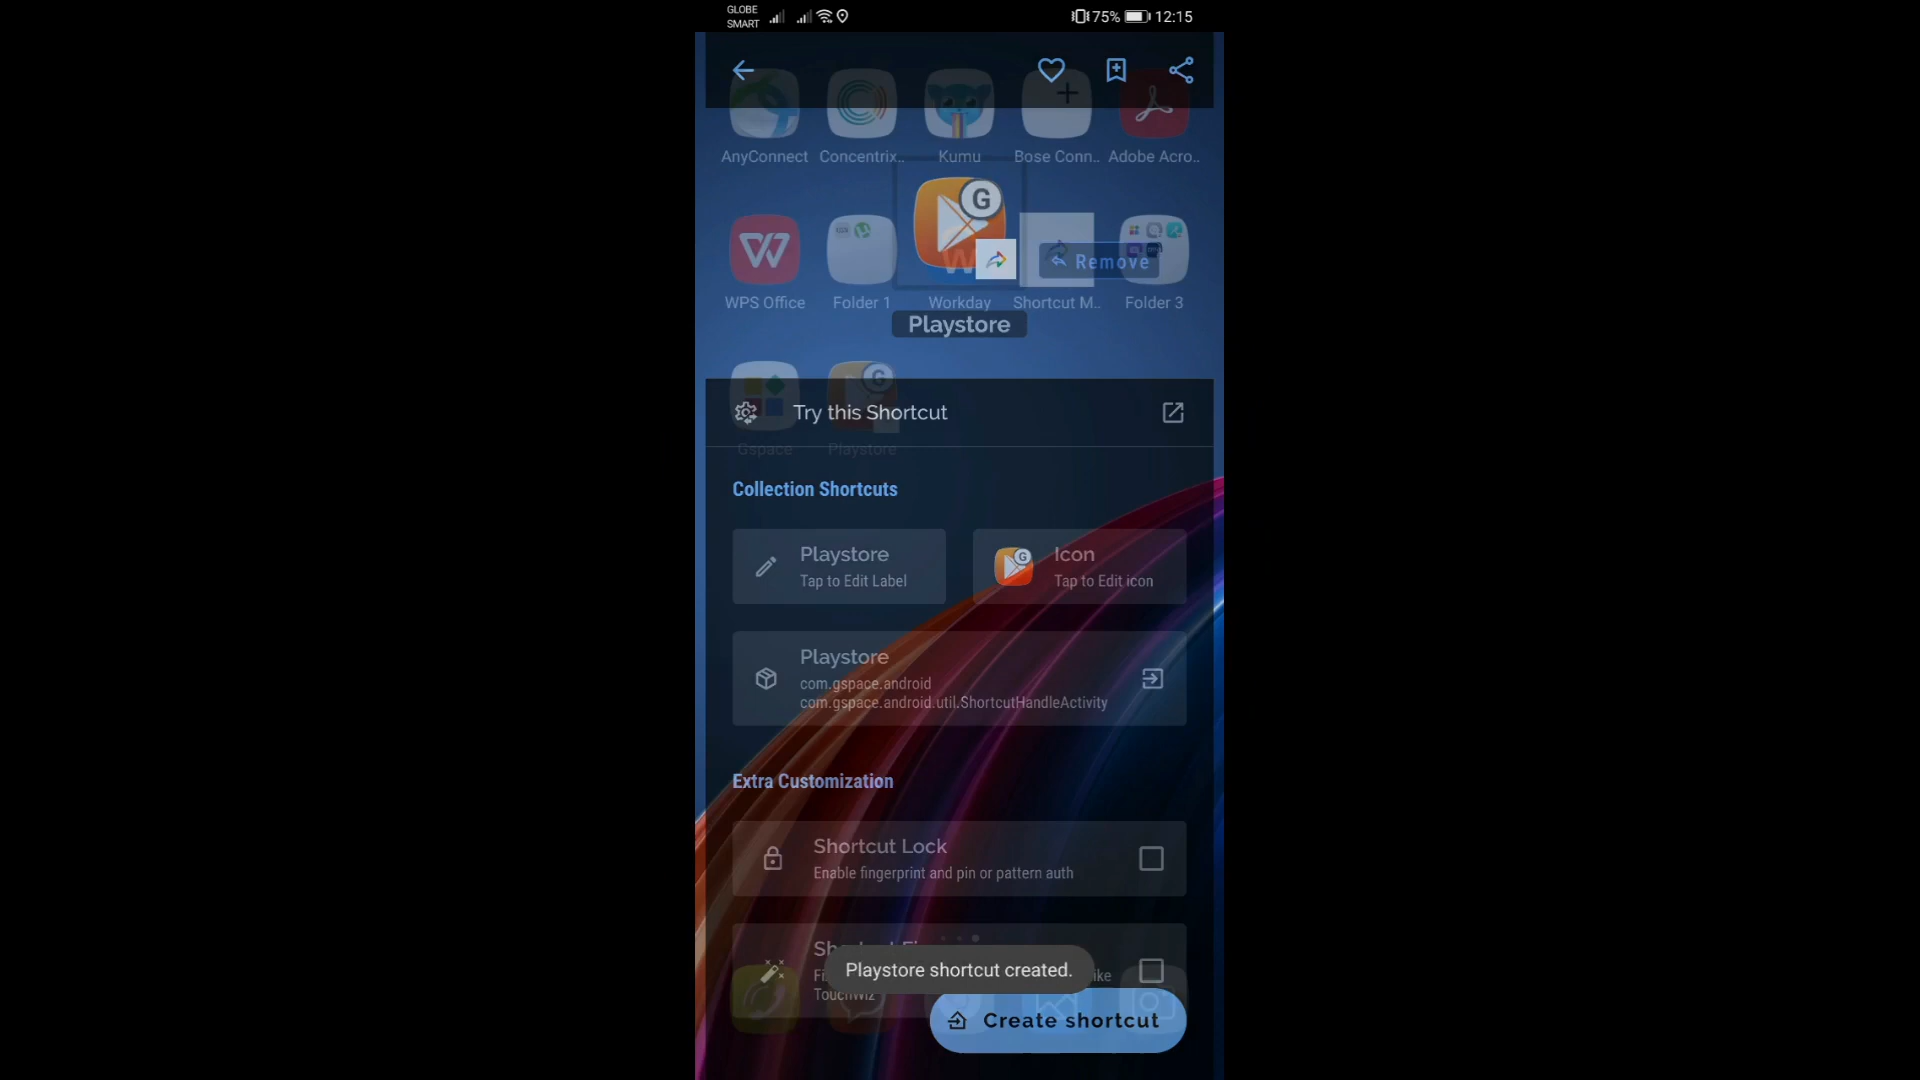 GLOBE
SMART
75% 12:15
AnyConnect Concentrix.. Kumu Bose Conn.. Adobe Acro..
G
Remove
WPS Office Folder 1 Workday Shortcut M.. Folder 3
Playstore
G
Try this Shortcut
Gspace Playstore
Collection Shortcuts
Playstore
Tap to Edit Label
G
Icon
Tap to Edit icon
Playstore
com.gspace.android
com.gspace.android.util.ShortcutHandleActivity
Extra Customization
Shortcut Lock
Enable fingerprint and pin or pattern auth
Playstore shortcut created.
TouchWiz
Create shortcut